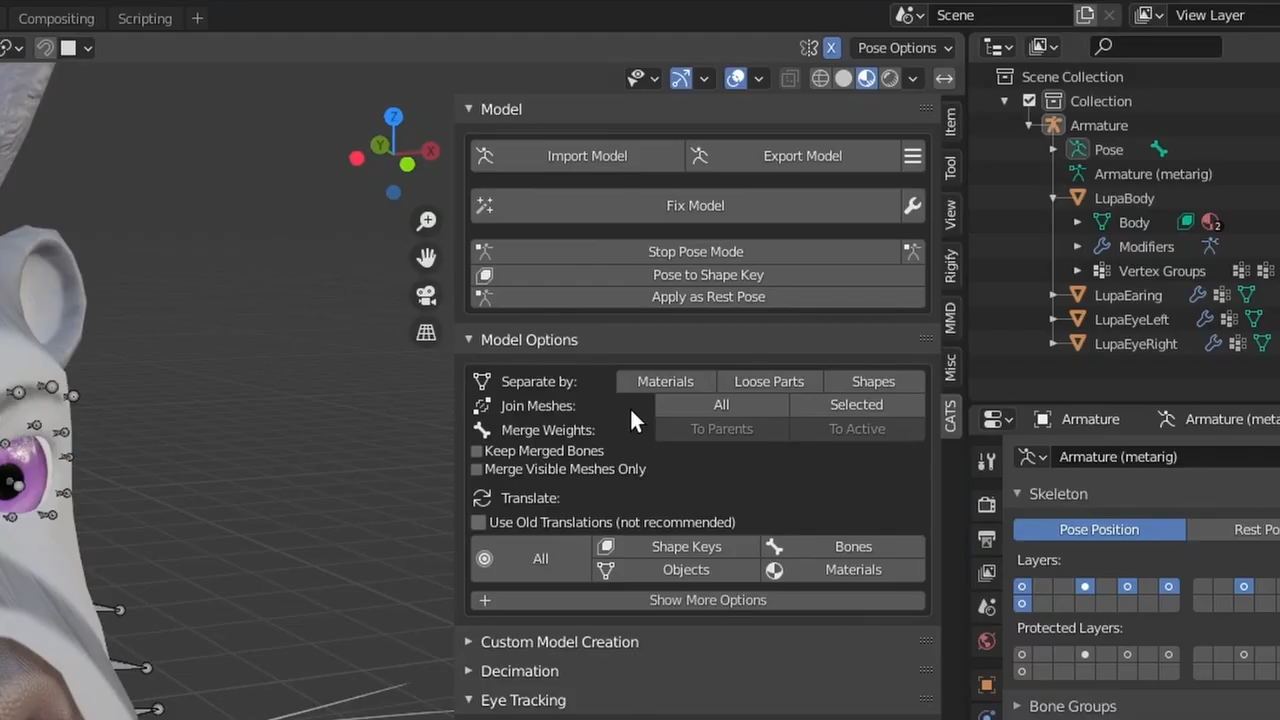 Compositing Scripting + Scene View Layer
X Pose Options
Model
Import Model Export Model
Fix Model
Stop Pose Mode
Pose to Shape Key
Apply as Rest Pose
Model Options
Separate by: Materials Loose Parts Shapes
Join Meshes: All Selected
Merge Weights: To Parents To Active
Keep Merged Bones
Merge Visible Meshes Only
Translate:
Use Old Translations (not recommended)
All Shape Keys Bones
Objects Materials
+ Show More Options
Custom Model Creation
Decimation
Eye Tracking
Z
Y
X
Item
Tool
View
Rigify
MMD
Misc
CATS
Scene Collection
Collection
Armature
Pose
Armature (metarig)
LupaBody
Body 2
Modifiers
Vertex Groups
LupaEaring
LupaEyeLeft
LupaEyeRight
Armature Armature (meta
Armature (metarig)
Skeleton
Pose Position Rest Po
Layers:
Protected Layers:
Bone Groups